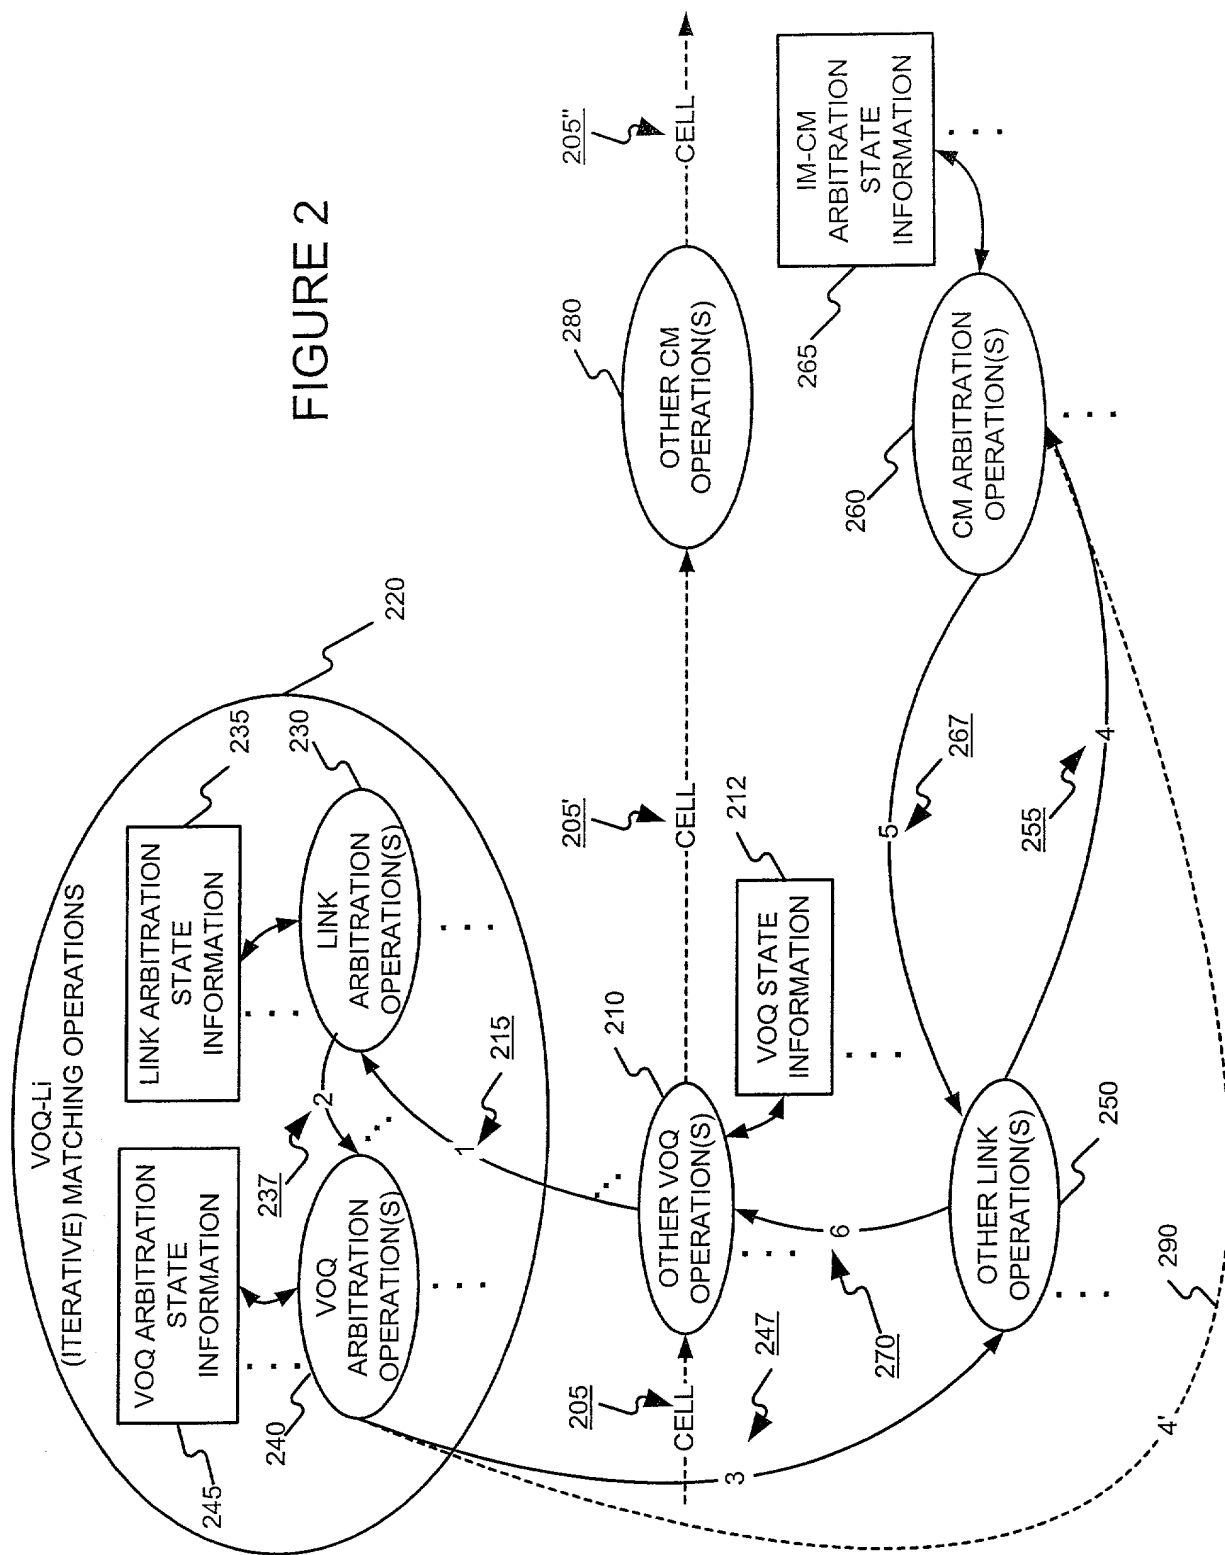 FIGURE 2
VOQ-Li
(ITERATIVE) MATCHING OPERATIONS
220
VOQ ARBITRATION
STATE
INFORMATION
245
LINK ARBITRATION
STATE
INFORMATION
235
VOQ
ARBITRATION
OPERATION(S)
240
2
237
LINK
ARBITRATION
OPERATION(S)
230
1
215
205
CELL
OTHER VOQ
OPERATION(S)
210
205'
CELL
OTHER CM
OPERATION(S)
280
205"
CELL
VOQ STATE
INFORMATION
212
3
247
6
270
5
267
IM-CM
ARBITRATION
STATE
INFORMATION
265
OTHER LINK
OPERATION(S)
250
4
255
CM ARBITRATION
OPERATION(S)
260
4'
290